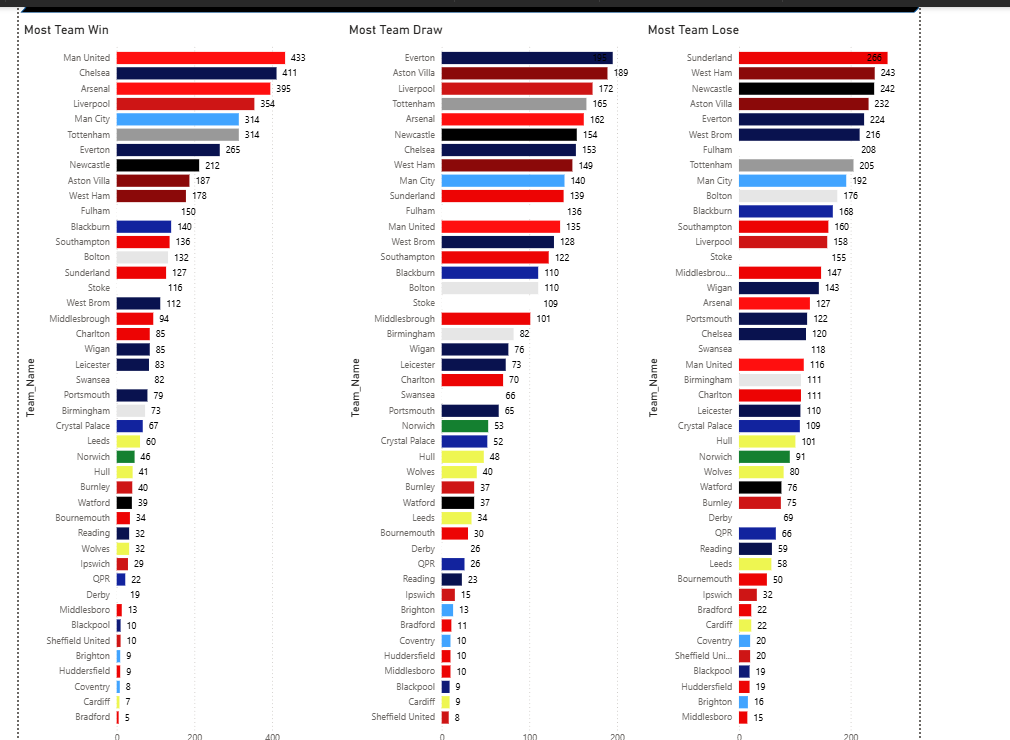 Most Team Win
Man United 433
Chelsea 411
Arsenal 395
Liverpool 354
Man City 314
Tottenham 314
Everton 265
Newcastle 212
Aston Villa 187
West Ham 178
Fulham 150
Blackburn 140
Southampton 136
Bolton 132
Sunderland 127
Stoke 116
West Brom 112
Middlesbrough 94
Charlton 85
Wigan 85
Leicester 83
Swansea 82
Portsmouth 79
Birmingham 73
Crystal Palace 67
Leeds 60
Norwich 46
Hull 41
Burnley 40
Watford 39
Bournemouth 34
Reading 32
Wolves 32
Ipswich 29
QPR 22
Derby 19
Middlesboro 13
Blackpool 10
Sheffield United 10
Brighton 9
Huddersfield 9
Coventry 8
Cardiff 7
Bradford 5
0 200 400
Team_Name
Most Team Draw
Everton 195
Aston Villa 189
Liverpool 172
Tottenham 165
Arsenal 162
Newcastle 154
Chelsea 153
West Ham 149
Man City 140
Sunderland 139
Fulham 136
Man United 135
West Brom 128
Southampton 122
Blackburn 110
Bolton 110
Stoke 109
Middlesbrough 101
Birmingham 82
Wigan 76
Leicester 73
Charlton 70
Swansea 66
Portsmouth 65
Norwich 53
Crystal Palace 52
Hull 48
Wolves 40
Burnley 37
Watford 37
Leeds 34
Bournemouth 30
Derby 26
QPR 26
Reading 23
Ipswich 15
Brighton 13
Bradford 11
Coventry 10
Huddersfield 10
Middlesboro 10
Blackpool 9
Cardiff 9
Sheffield United 8
0 100 200
Team_Name
Most Team Lose
Sunderland 266
West Ham 243
Newcastle 242
Aston Villa 232
Everton 224
West Brom 216
Fulham 208
Tottenham 205
Man City 192
Bolton 176
Blackburn 168
Southampton 160
Liverpool 158
Stoke 155
Middlesbrou... 147
Wigan 143
Arsenal 127
Portsmouth 122
Chelsea 120
Swansea 118
Man United 116
Birmingham 111
Charlton 111
Leicester 110
Crystal Palace 109
Hull 101
Norwich 91
Wolves 80
Watford 76
Burnley 75
Derby 69
QPR 66
Reading 59
Leeds 58
Bournemouth 50
Ipswich 32
Bradford 22
Cardiff 22
Coventry 20
Sheffield Uni... 20
Blackpool 19
Huddersfield 19
Brighton 16
Middlesboro 15
0 200
Team_Name